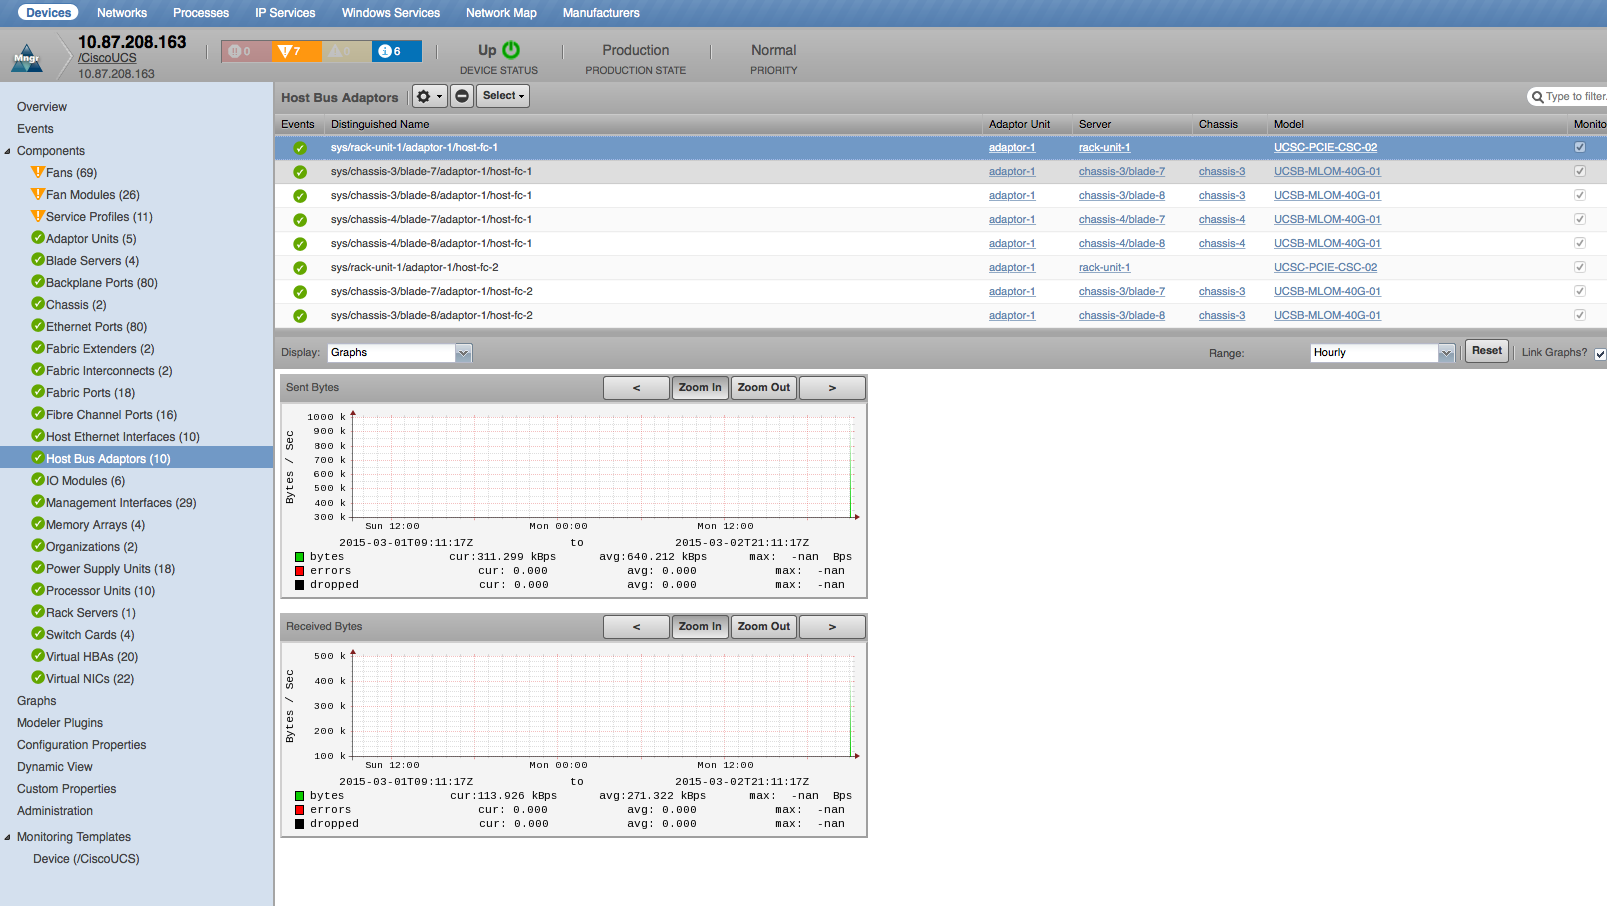 Devices Networks Processes IP Services Windows Services Network Map Manufacturers
Mngr
10.87.208.163
/CiscoUCS
10.87.208.163
0 7 0 6
Up
DEVICE STATUS
Production
PRODUCTION STATE
Normal
PRIORITY
Overview
Events
Components
Fans (69)
Fan Modules (26)
Service Profiles (11)
Adaptor Units (5)
Blade Servers (4)
Backplane Ports (80)
Chassis (2)
Ethernet Ports (80)
Fabric Extenders (2)
Fabric Interconnects (2)
Fabric Ports (18)
Fibre Channel Ports (16)
Host Ethernet Interfaces (10)
Host Bus Adaptors (10)
IO Modules (6)
Management Interfaces (29)
Memory Arrays (4)
Organizations (2)
Power Supply Units (18)
Processor Units (10)
Rack Servers (1)
Switch Cards (4)
Virtual HBAs (20)
Virtual NICs (22)
Graphs
Modeler Plugins
Configuration Properties
Dynamic View
Custom Properties
Administration
Monitoring Templates
Device (/CiscoUCS)
Host Bus Adaptors Select Type to filter.
Events Distinguished Name Adaptor Unit Server Chassis Model Monito
sys/rack-unit-1/adaptor-1/host-fc-1 adaptor-1 rack-unit-1 UCSC-PCIE-CSC-02
sys/chassis-3/blade-7/adaptor-1/host-fc-1 adaptor-1 chassis-3/blade-7 chassis-3 UCSB-MLOM-40G-01
sys/chassis-3/blade-8/adaptor-1/host-fc-1 adaptor-1 chassis-3/blade-8 chassis-3 UCSB-MLOM-40G-01
sys/chassis-4/blade-7/adaptor-1/host-fc-1 adaptor-1 chassis-4/blade-7 chassis-4 UCSB-MLOM-40G-01
sys/chassis-4/blade-8/adaptor-1/host-fc-1 adaptor-1 chassis-4/blade-8 chassis-4 UCSB-MLOM-40G-01
sys/rack-unit-1/adaptor-1/host-fc-2 adaptor-1 rack-unit-1 UCSC-PCIE-CSC-02
sys/chassis-3/blade-7/adaptor-1/host-fc-2 adaptor-1 chassis-3/blade-7 chassis-3 UCSB-MLOM-40G-01
sys/chassis-3/blade-8/adaptor-1/host-fc-2 adaptor-1 chassis-3/blade-8 chassis-3 UCSB-MLOM-40G-01
Display: Graphs Range: Hourly Reset Link Graphs?
Sent Bytes < Zoom In Zoom Out >
Bytes / Sec
1000 k
900 k
800 k
700 k
600 k
500 k
400 k
300 k
Sun 12:00 Mon 00:00 Mon 12:00
2015-03-01T09:11:17Z to 2015-03-02T21:11:17Z
bytes cur:311.299 kBps avg:640.212 kBps max: -nan Bps
errors cur: 0.000 avg: 0.000 max: -nan
dropped cur: 0.000 avg: 0.000 max: -nan
Received Bytes < Zoom In Zoom Out >
Bytes / Sec
500 k
400 k
300 k
200 k
100 k
Sun 12:00 Mon 00:00 Mon 12:00
2015-03-01T09:11:17Z to 2015-03-02T21:11:17Z
bytes cur:113.926 kBps avg:271.322 kBps max: -nan Bps
errors cur: 0.000 avg: 0.000 max: -nan
dropped cur: 0.000 avg: 0.000 max: -nan